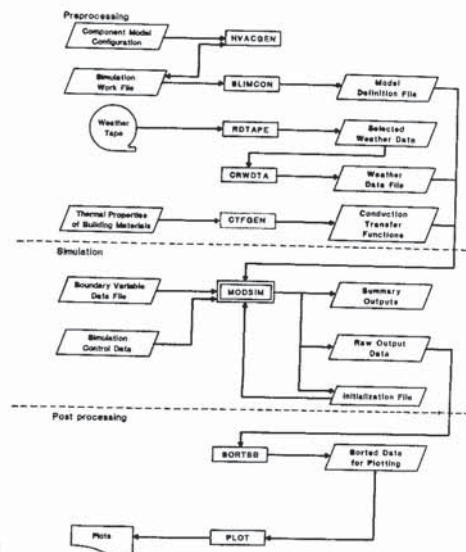 Preprocessing
Component Model
Configuration
HVACGEN
Simulation
Work File
SLIMCON
Model
Definition File
Weather
Tape
RDTAPE
Selected
Weather Data
CRWDTA
Weather
Data File
Thermal Properties
of Building Materials
CTFGEN
Conduction
Transfer
Functions
Simulation
Boundary Variable
Data File
MODSIM
Summary
Outputs
Simulation
Control Data
Raw Output
Data
Initialization File
Post processing
SORTSB
Sorted Data
for Plotting
Plots
PLOT